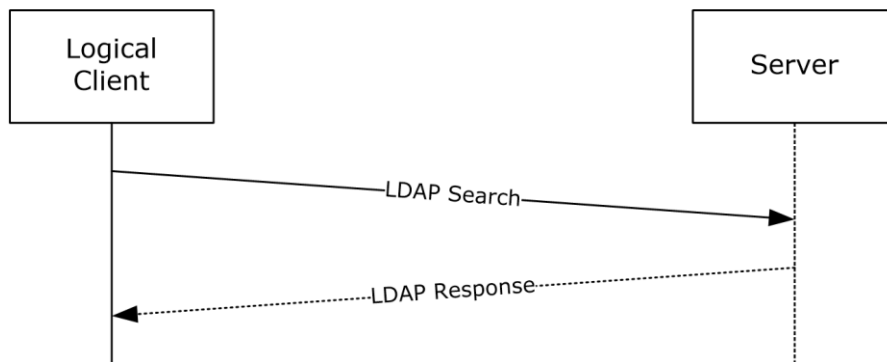 Logical
Client
Server
LDAP Search
LDAP Response